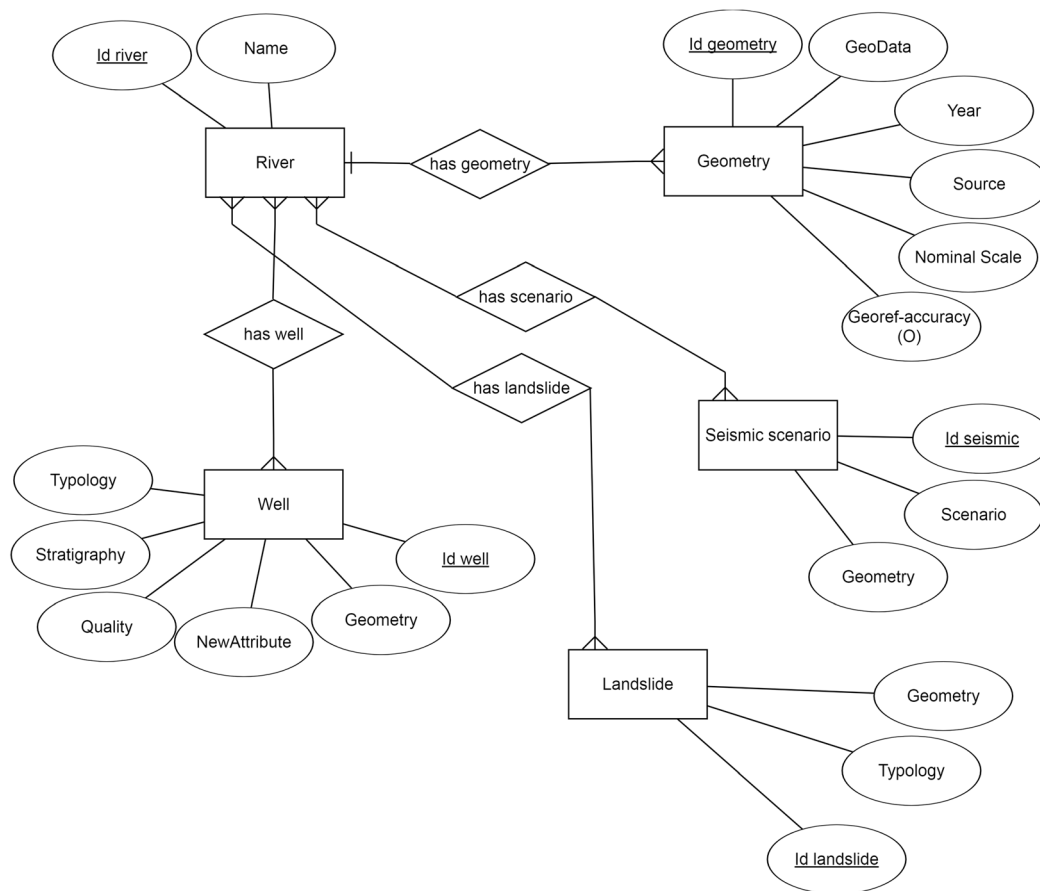 Id river
Name
Id geometry
GeoData
Year
River
has geometry
Geometry
Source
Nominal Scale
has scenario
Georef-accuracy
(O)
has well
has landslide
Seismic scenario
Id seismic
Typology
Well
Scenario
Stratigraphy
Id well
Geometry
Quality
NewAttribute
Geometry
Landslide
Geometry
Typology
Id landslide